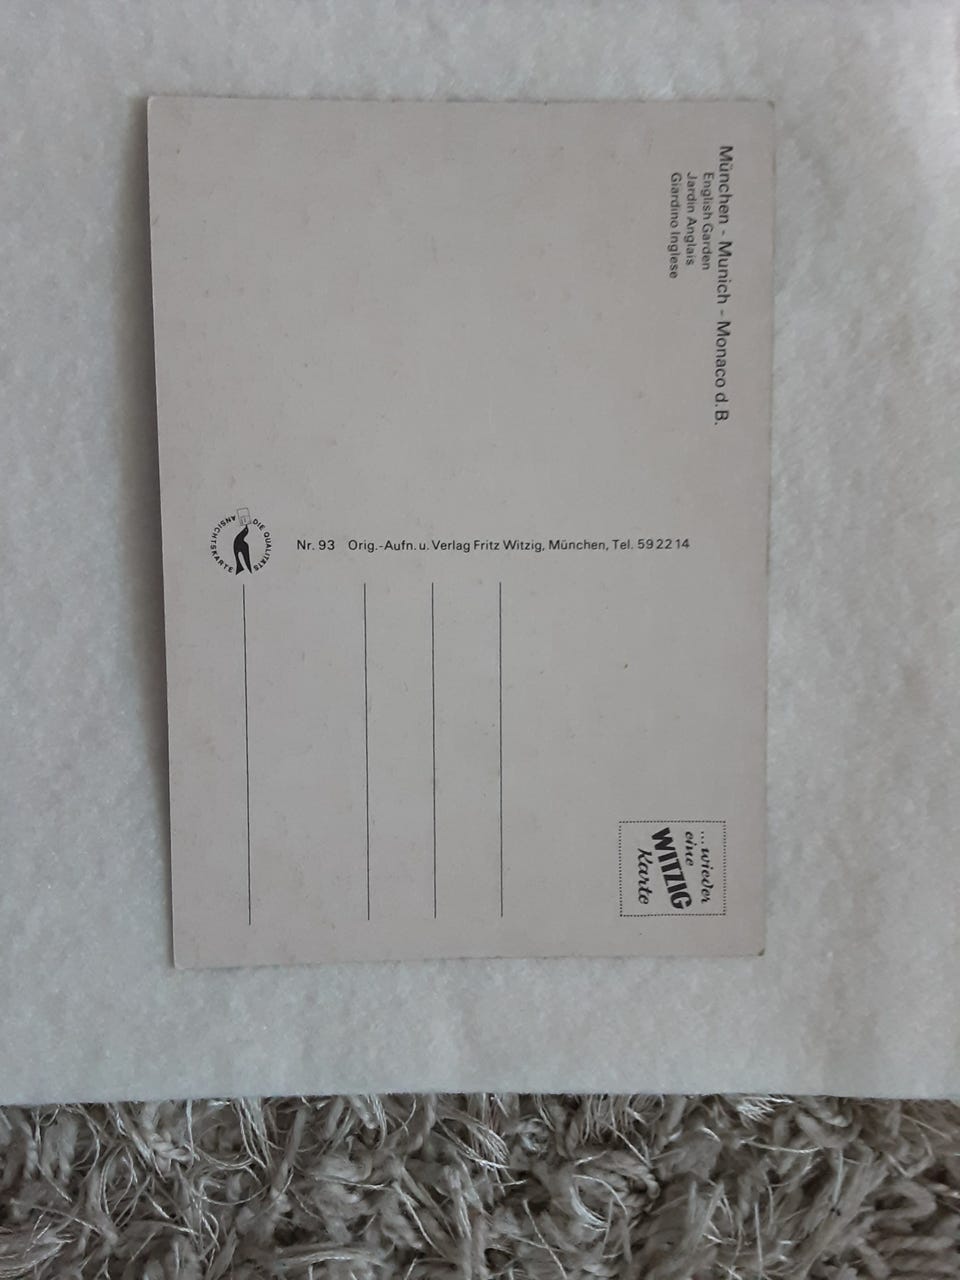 München - Munich - Monaco d. B.
English Garden
Jardin Anglais
Giardino Inglese
...wieder
eine
WITZIG
Karte
Nr. 93 Orig.-Aufn. u. Verlag Fritz Witzig, München, Tel. 59 22 14
DIE QUALITÄTS
ANSICHTSKARTE